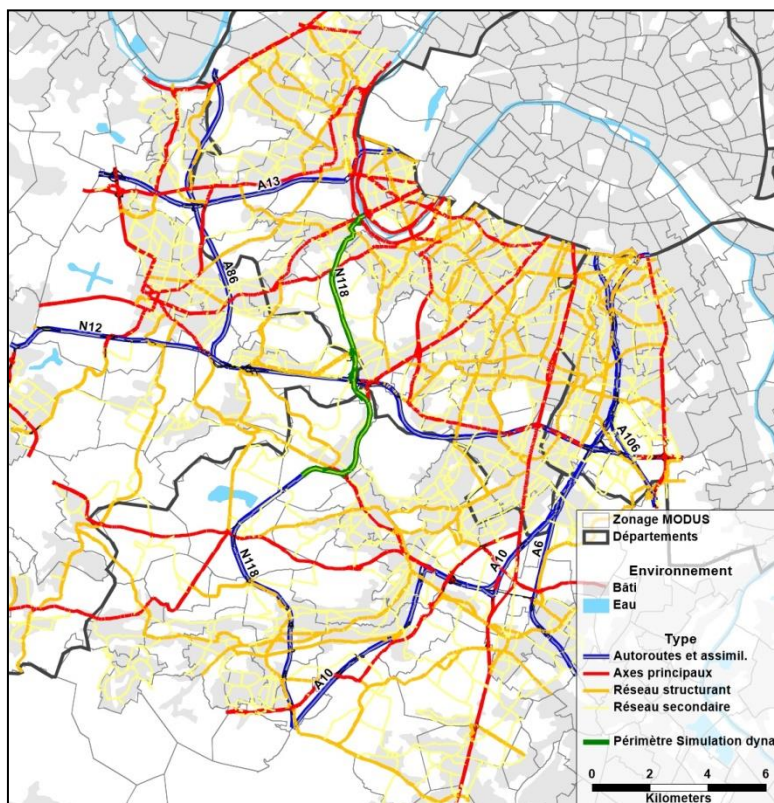 A13
A86
N118
N12
A106
N118
A10
A6
A10
Zonage MODUS
Départements
Environnement
Bâti
Eau
Type
Autoroutes et assimil.
Axes principaux
Réseau structurant
Réseau secondaire
Périmètre Simulation dyna
0 2 4 6
Kilometers